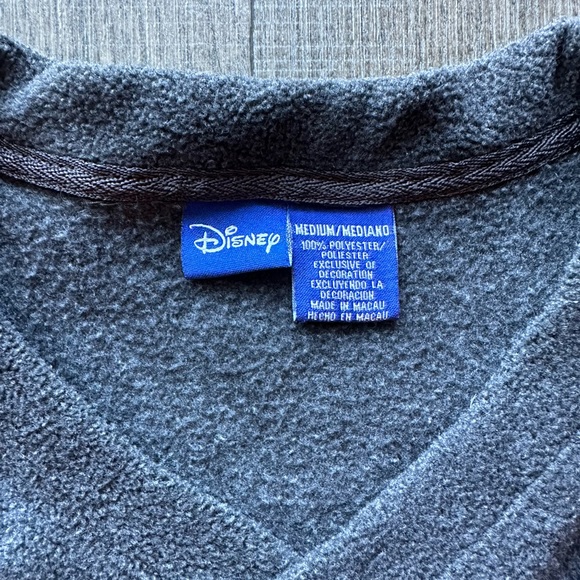 Disney
MEDIUM/MEDIANO
100% POLYESTER/
POLIESTER
EXCLUSIVE OF
DECORATION
EXCLUYENDO LA
DECORACION.
MADE IN MACAU
HECHO EN MACAU